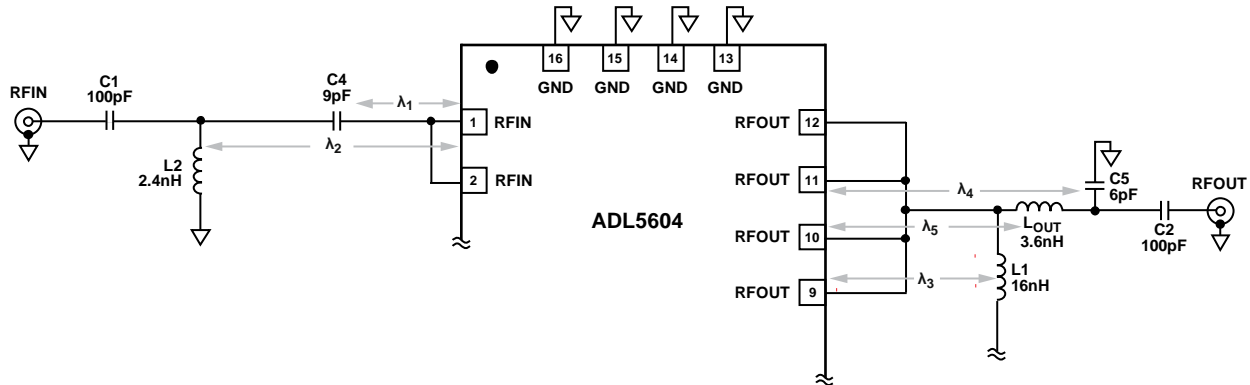 16
15
14
13
GND
GND
GND
GND
RFIN
C1
100pF
C4
9pF
λ1
1
RFIN
λ2
L2
2.4nH
2
RFIN
ADL5604
RFOUT
12
RFOUT
11
λ4
C5
6pF
RFOUT
RFOUT
10
λ5
LOUT
3.6nH
C2
100pF
RFOUT
9
λ3
L1
16nH